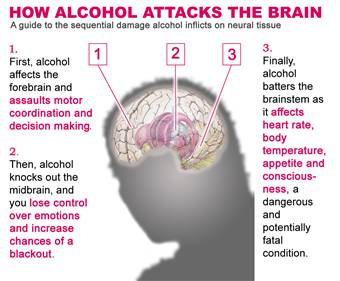 HOW ALCOHOL ATTACKS THE BRAIN
A guide to the sequential damage alcohol inflicts on neural tissue
1.
First, alcohol
affects the
forebrain and
assaults motor
coordination and
decision making.
2.
Then, alcohol
knocks out the
midbrain, and
you lose control
over emotions
and increase
chances of a
blackout.
1
2
3
3.
Finally,
alcohol
batters the
brainstem as
it affects
heart rate,
body
temperature,
appetite and
conscious-
ness, a
dangerous
and
potentially
fatal
condition.